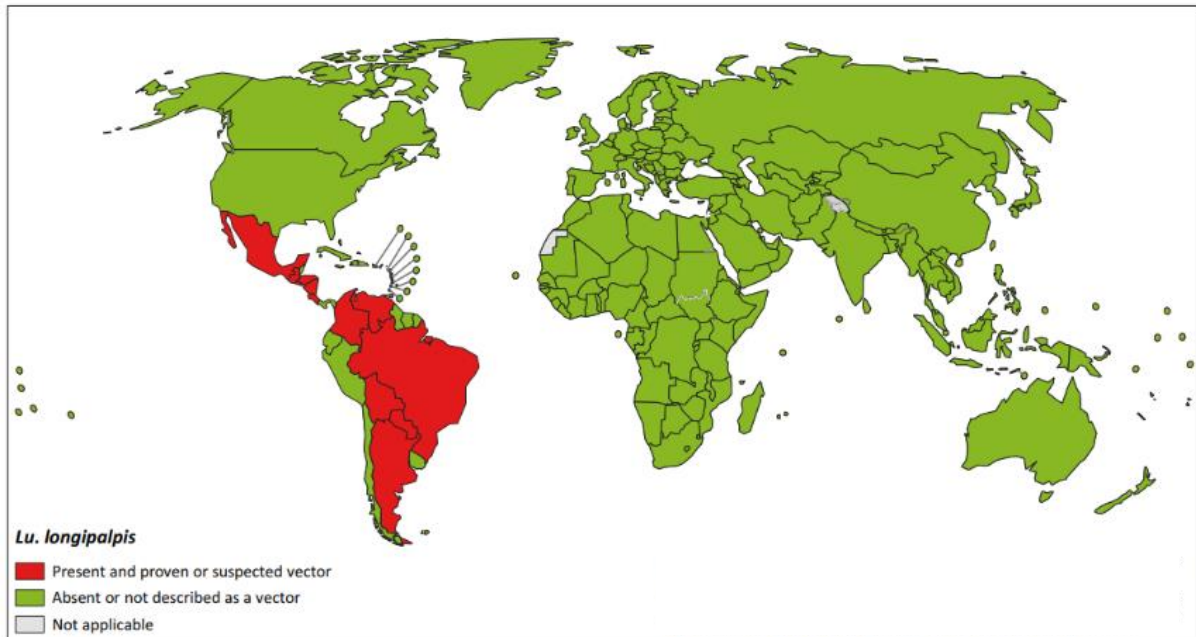 Lu. longipalpis
Present and proven or suspected vector
Absent or not described as a vector
Not applicable